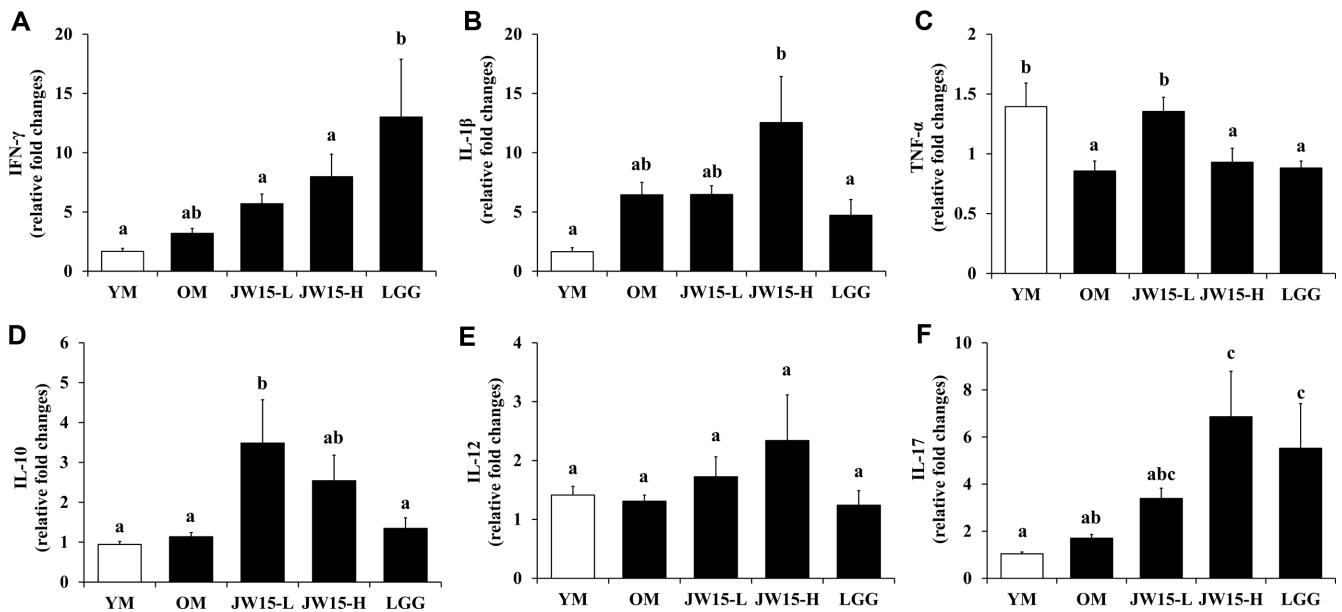 A
IFN-γ
(relative fold changes)
20
15
10
5
0
a
ab
a
a
b
YM
OM
JW15-L
JW15-H
LGG
B
IL-1β
(relative fold changes)
20
15
10
5
0
a
ab
ab
b
a
YM
OM
JW15-L
JW15-H
LGG
C
TNF-α
(relative fold changes)
2
1.5
1
0.5
0
b
a
b
a
a
YM
OM
JW15-L
JW15-H
LGG
D
IL-10
(relative fold changes)
6
5
4
3
2
1
0
a
a
b
ab
a
YM
OM
JW15-L
JW15-H
LGG
E
IL-12
(relative fold changes)
4
3
2
1
0
a
a
a
a
a
YM
OM
JW15-L
JW15-H
LGG
F
IL-17
(relative fold changes)
10
8
6
4
2
0
a
ab
abc
c
c
YM
OM
JW15-L
JW15-H
LGG